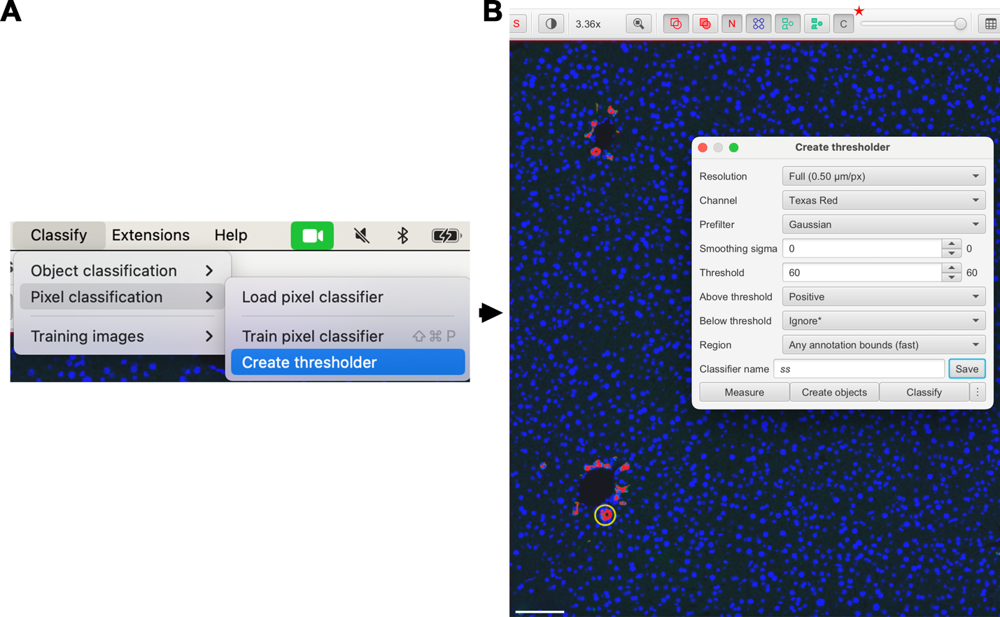 A
Classify Extensions Help
Object classification
Pixel classification
Training images
Load pixel classifier
Train pixel classifier ⇧⌘P
Create thresholder
B
S 3.36x N C
Create thresholder
Resolution Full (0.50 µm/px)
Channel Texas Red
Prefilter Gaussian
Smoothing sigma 0 0
Threshold 60 60
Above threshold Positive
Below threshold Ignore*
Region Any annotation bounds (fast)
Classifier name ss Save
Measure Create objects Classify